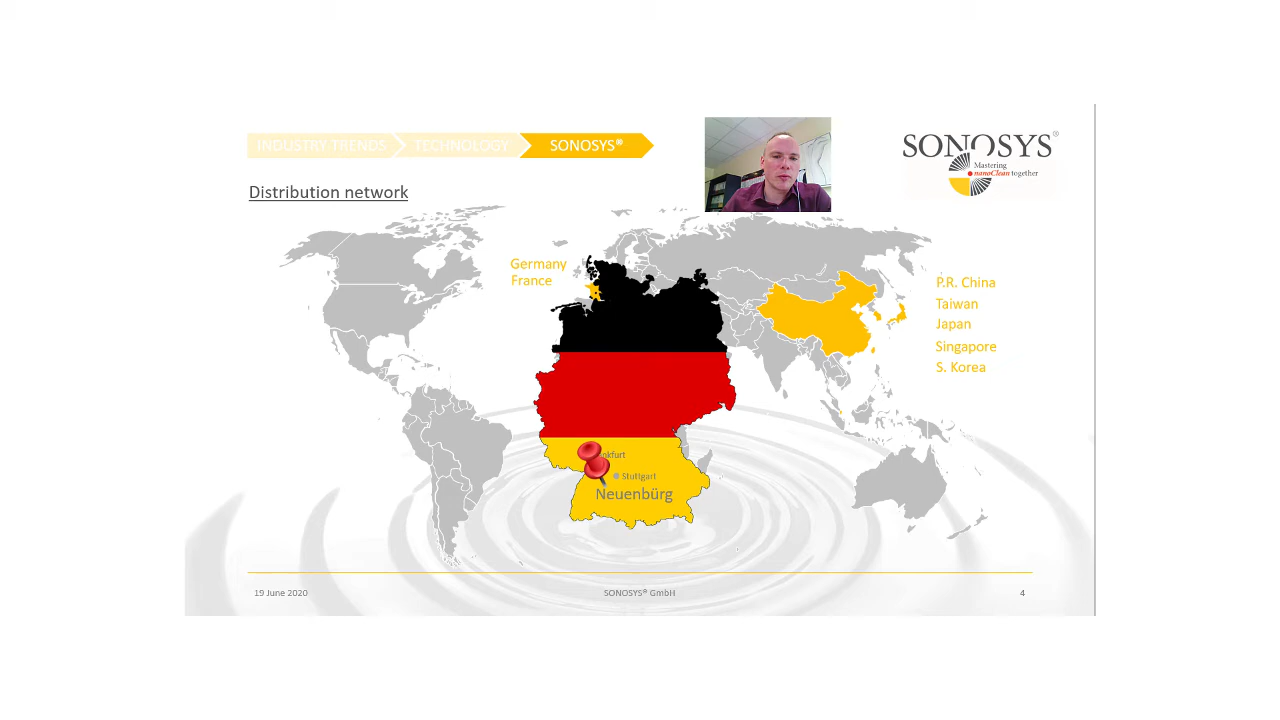 INDUSTRY TRENDS
TECHNOLOGY
SONOSYS®
SONOSYS®
Mastering
nanoClean together
Distribution network
Germany
France
P.R. China
Taiwan
Japan
Singapore
S. Korea
Stuttgart
Neuenbürg
19 June 2020
SONOSYS® GmbH
4